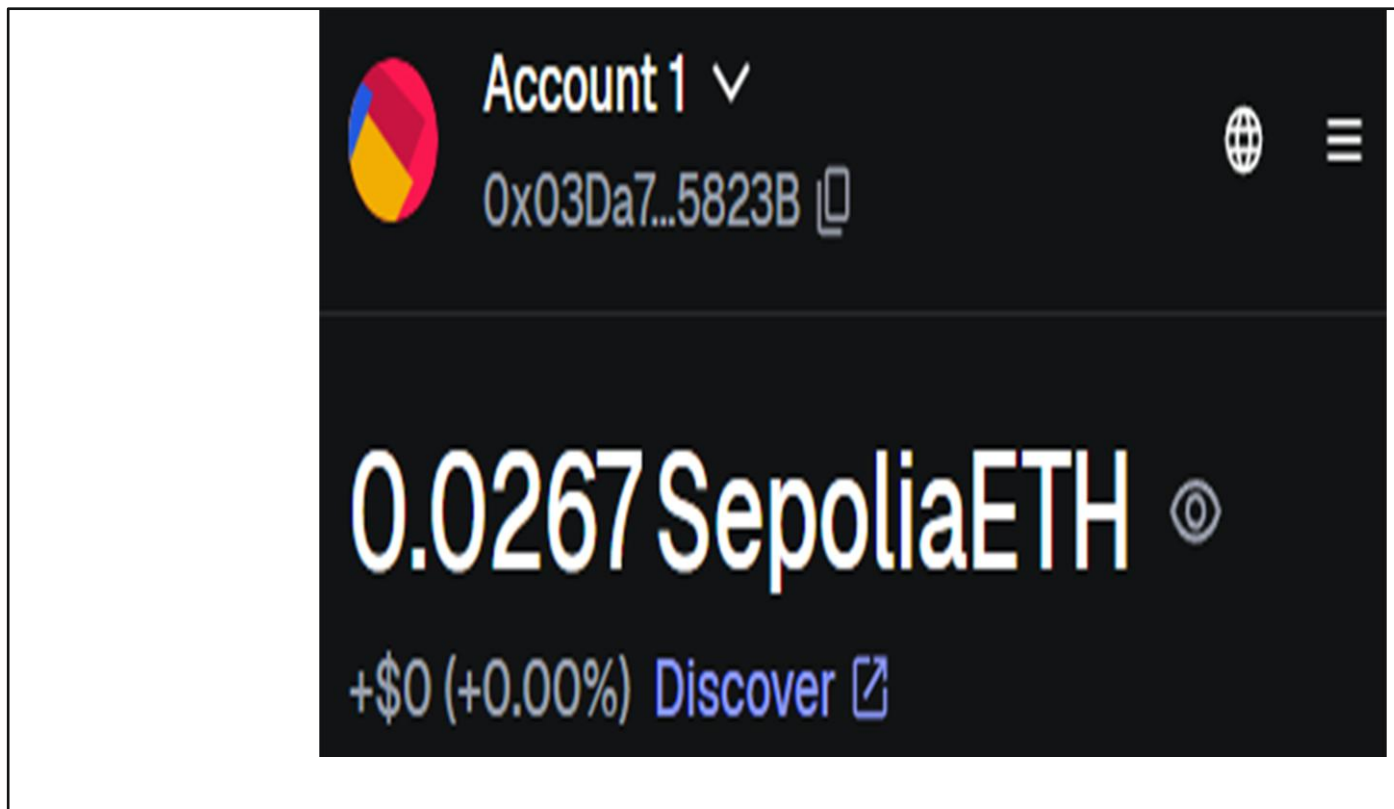 Account 1
0x03Da7...5823B
0.0267 SepoliaETH
+$0 (+0.00%) Discover